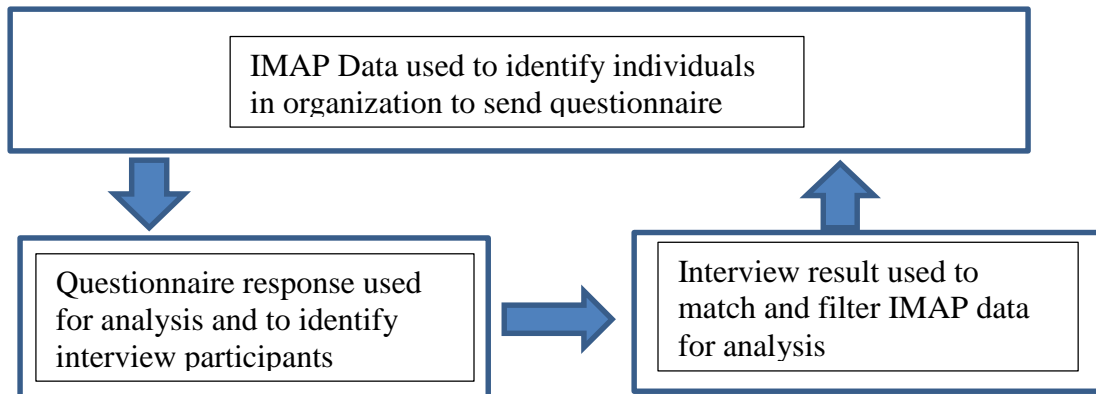 IMAP Data used to identify individuals
in organization to send questionnaire
Questionnaire response used
for analysis and to identify
interview participants
Interview result used to
match and filter IMAP data
for analysis